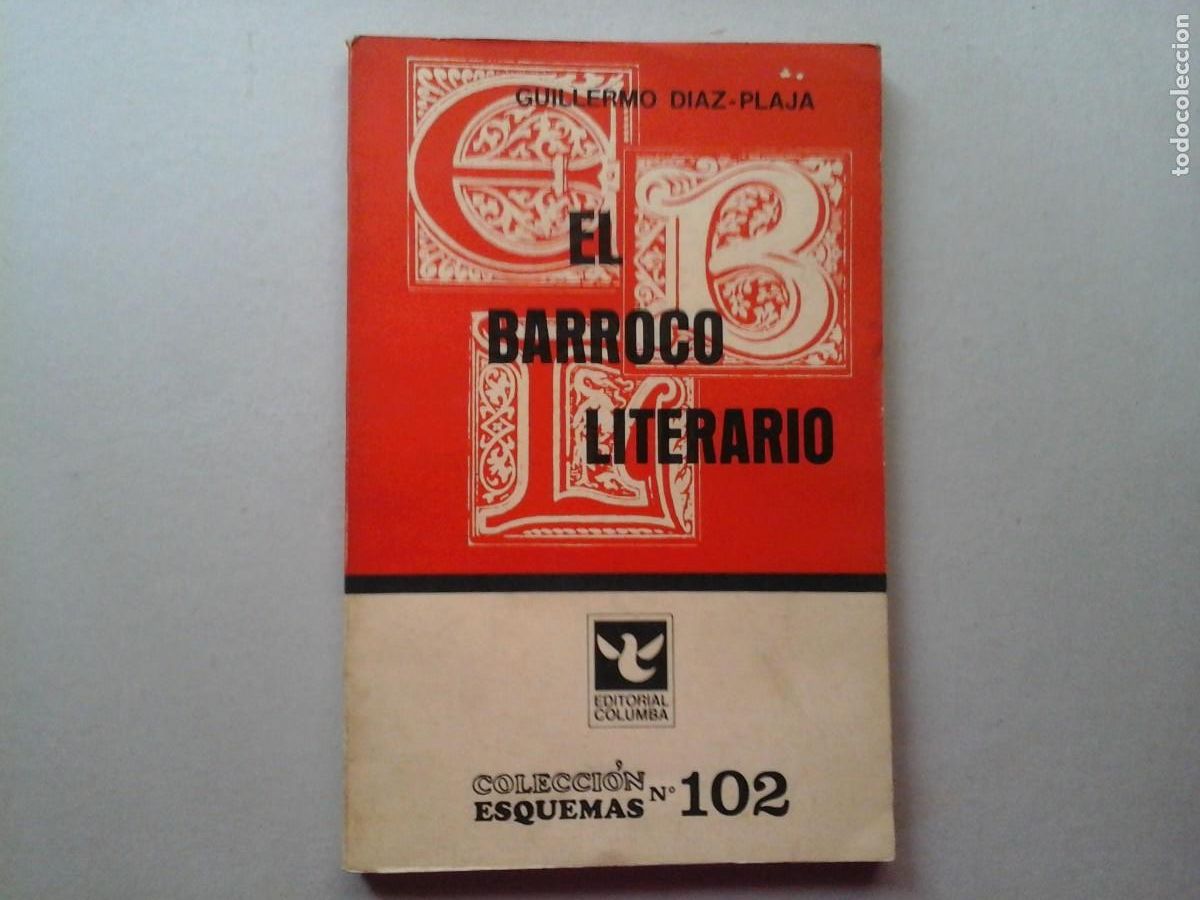 GUILLERMO DIAZ-PLAJA
E
B
L
EL
BARROCO
LITERARIO
EDITORIAL
COLUMBA
COLECCIÓN
ESQUEMAS Nº 102
todocoleccion